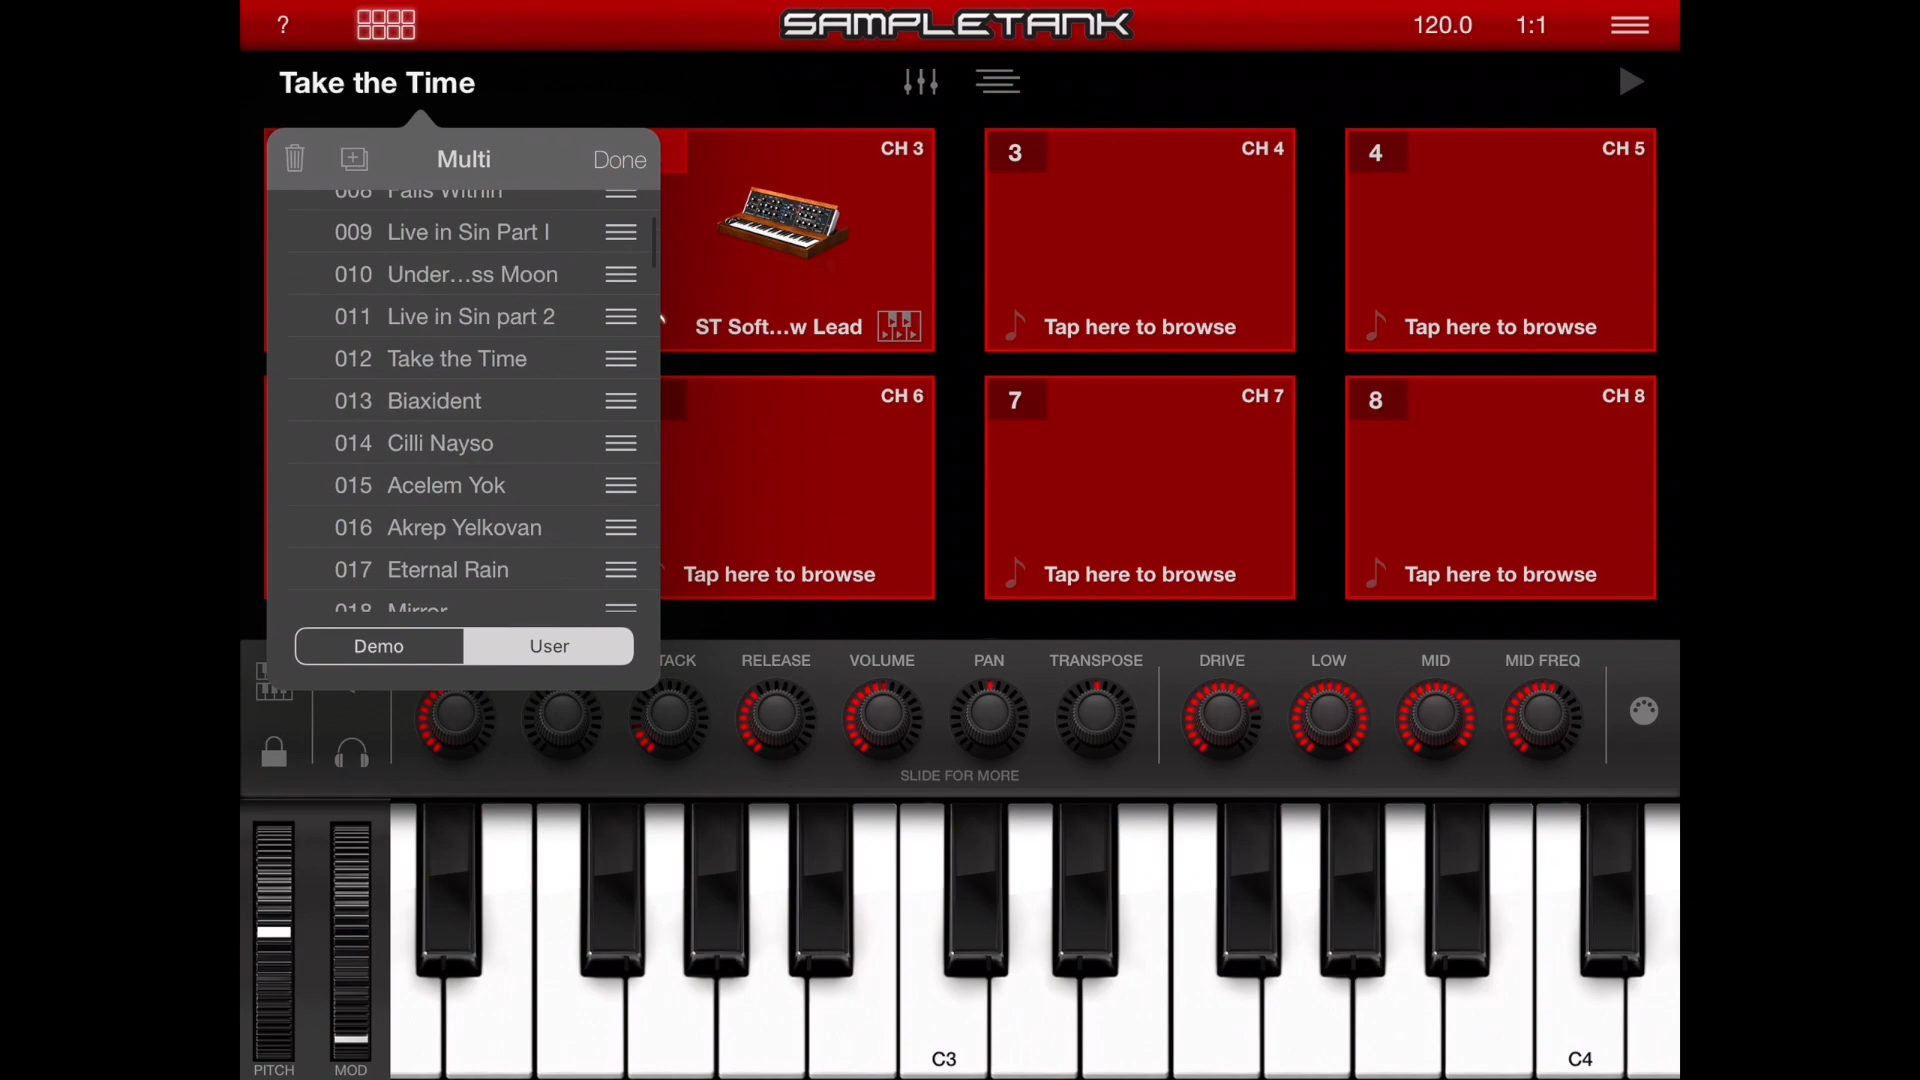 ?
SAMPLETANK
120.0
1:1
Take the Time
Multi
Done
008 Falls Within
009 Live in Sin Part I
010 Under...ss Moon
011 Live in Sin part 2
012 Take the Time
013 Biaxident
014 Cilli Nayso
015 Acelem Yok
016 Akrep Yelkovan
017 Eternal Rain
018 Mirror
Demo
User
CH 3
ST Soft...w Lead
3
CH 4
Tap here to browse
4
CH 5
Tap here to browse
CH 6
Tap here to browse
7
CH 7
Tap here to browse
8
CH 8
Tap here to browse
TACK
RELEASE
VOLUME
PAN
TRANSPOSE
DRIVE
LOW
MID
MID FREQ
SLIDE FOR MORE
C3
C4
PITCH
MOD